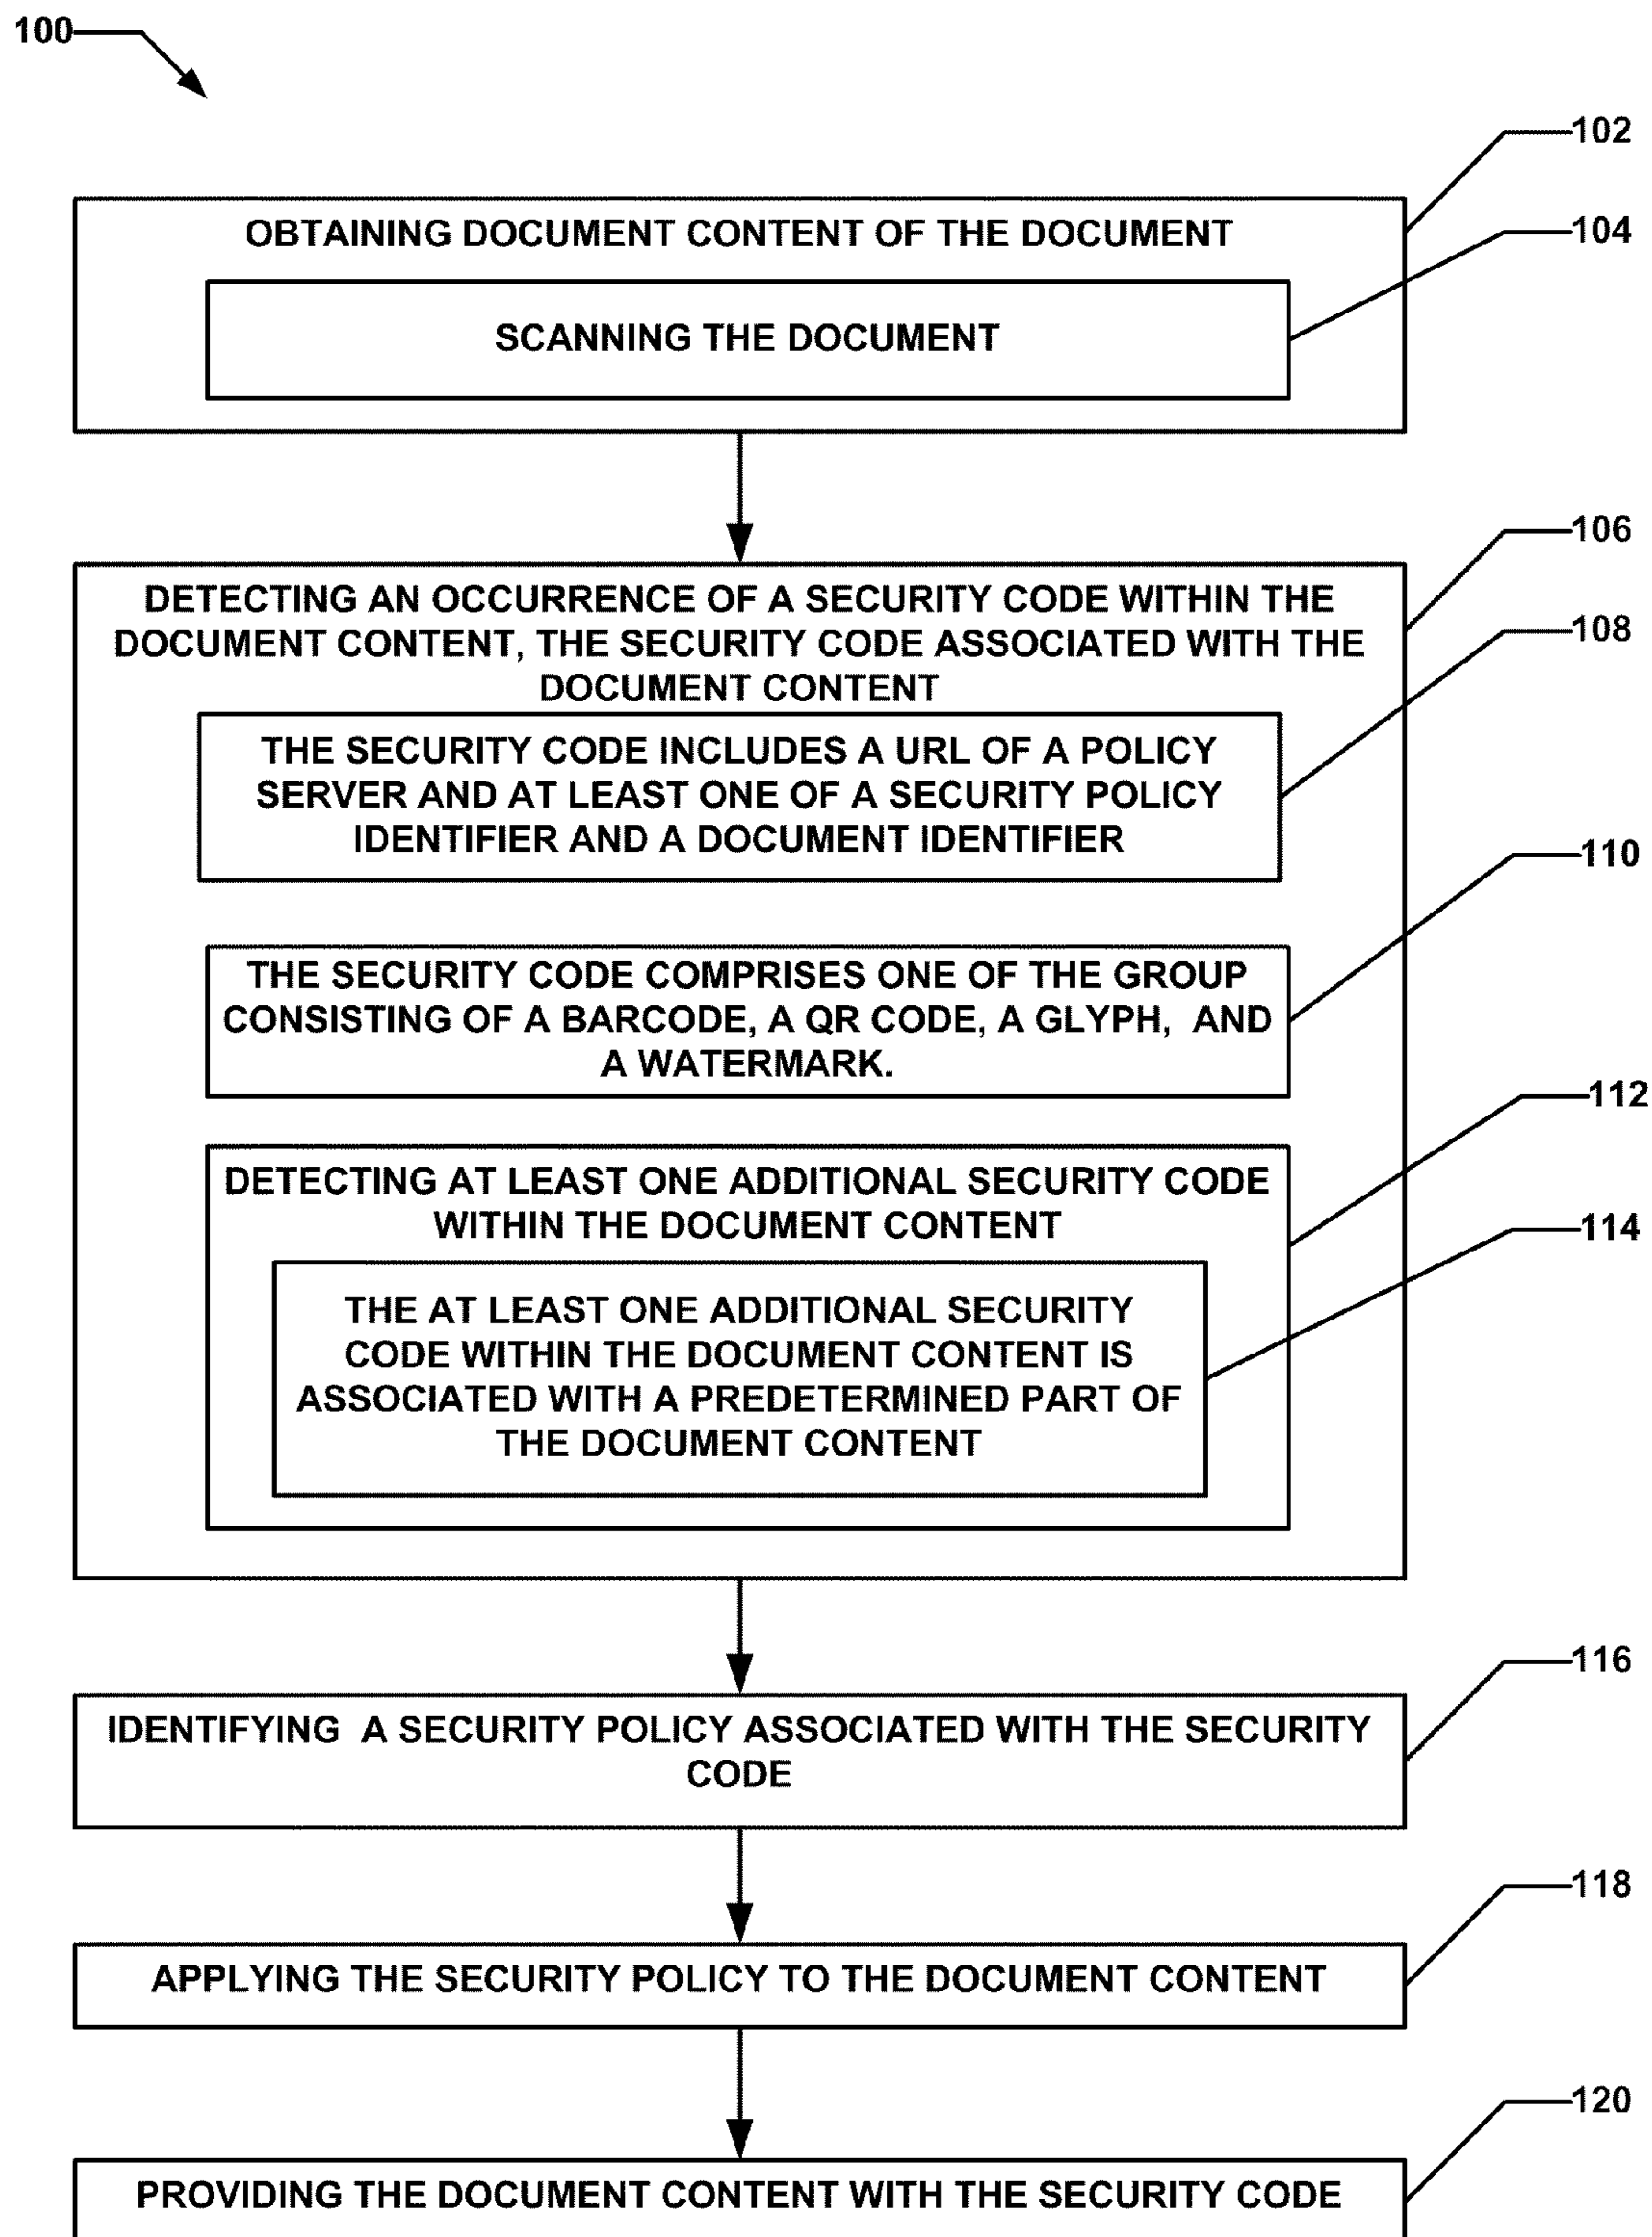 100
102
OBTAINING DOCUMENT CONTENT OF THE DOCUMENT
104
SCANNING THE DOCUMENT
106
DETECTING AN OCCURRENCE OF A SECURITY CODE WITHIN THE
DOCUMENT CONTENT, THE SECURITY CODE ASSOCIATED WITH THE
DOCUMENT CONTENT
108
THE SECURITY CODE INCLUDES A URL OF A POLICY
SERVER AND AT LEAST ONE OF A SECURITY POLICY
IDENTIFIER AND A DOCUMENT IDENTIFIER
110
THE SECURITY CODE COMPRISES ONE OF THE GROUP
CONSISTING OF A BARCODE, A QR CODE, A GLYPH, AND
A WATERMARK.
112
DETECTING AT LEAST ONE ADDITIONAL SECURITY CODE
WITHIN THE DOCUMENT CONTENT
114
THE AT LEAST ONE ADDITIONAL SECURITY
CODE WITHIN THE DOCUMENT CONTENT IS
ASSOCIATED WITH A PREDETERMINED PART OF
THE DOCUMENT CONTENT
116
IDENTIFYING A SECURITY POLICY ASSOCIATED WITH THE SECURITY
CODE
118
APPLYING THE SECURITY POLICY TO THE DOCUMENT CONTENT
120
PROVIDING THE DOCUMENT CONTENT WITH THE SECURITY CODE